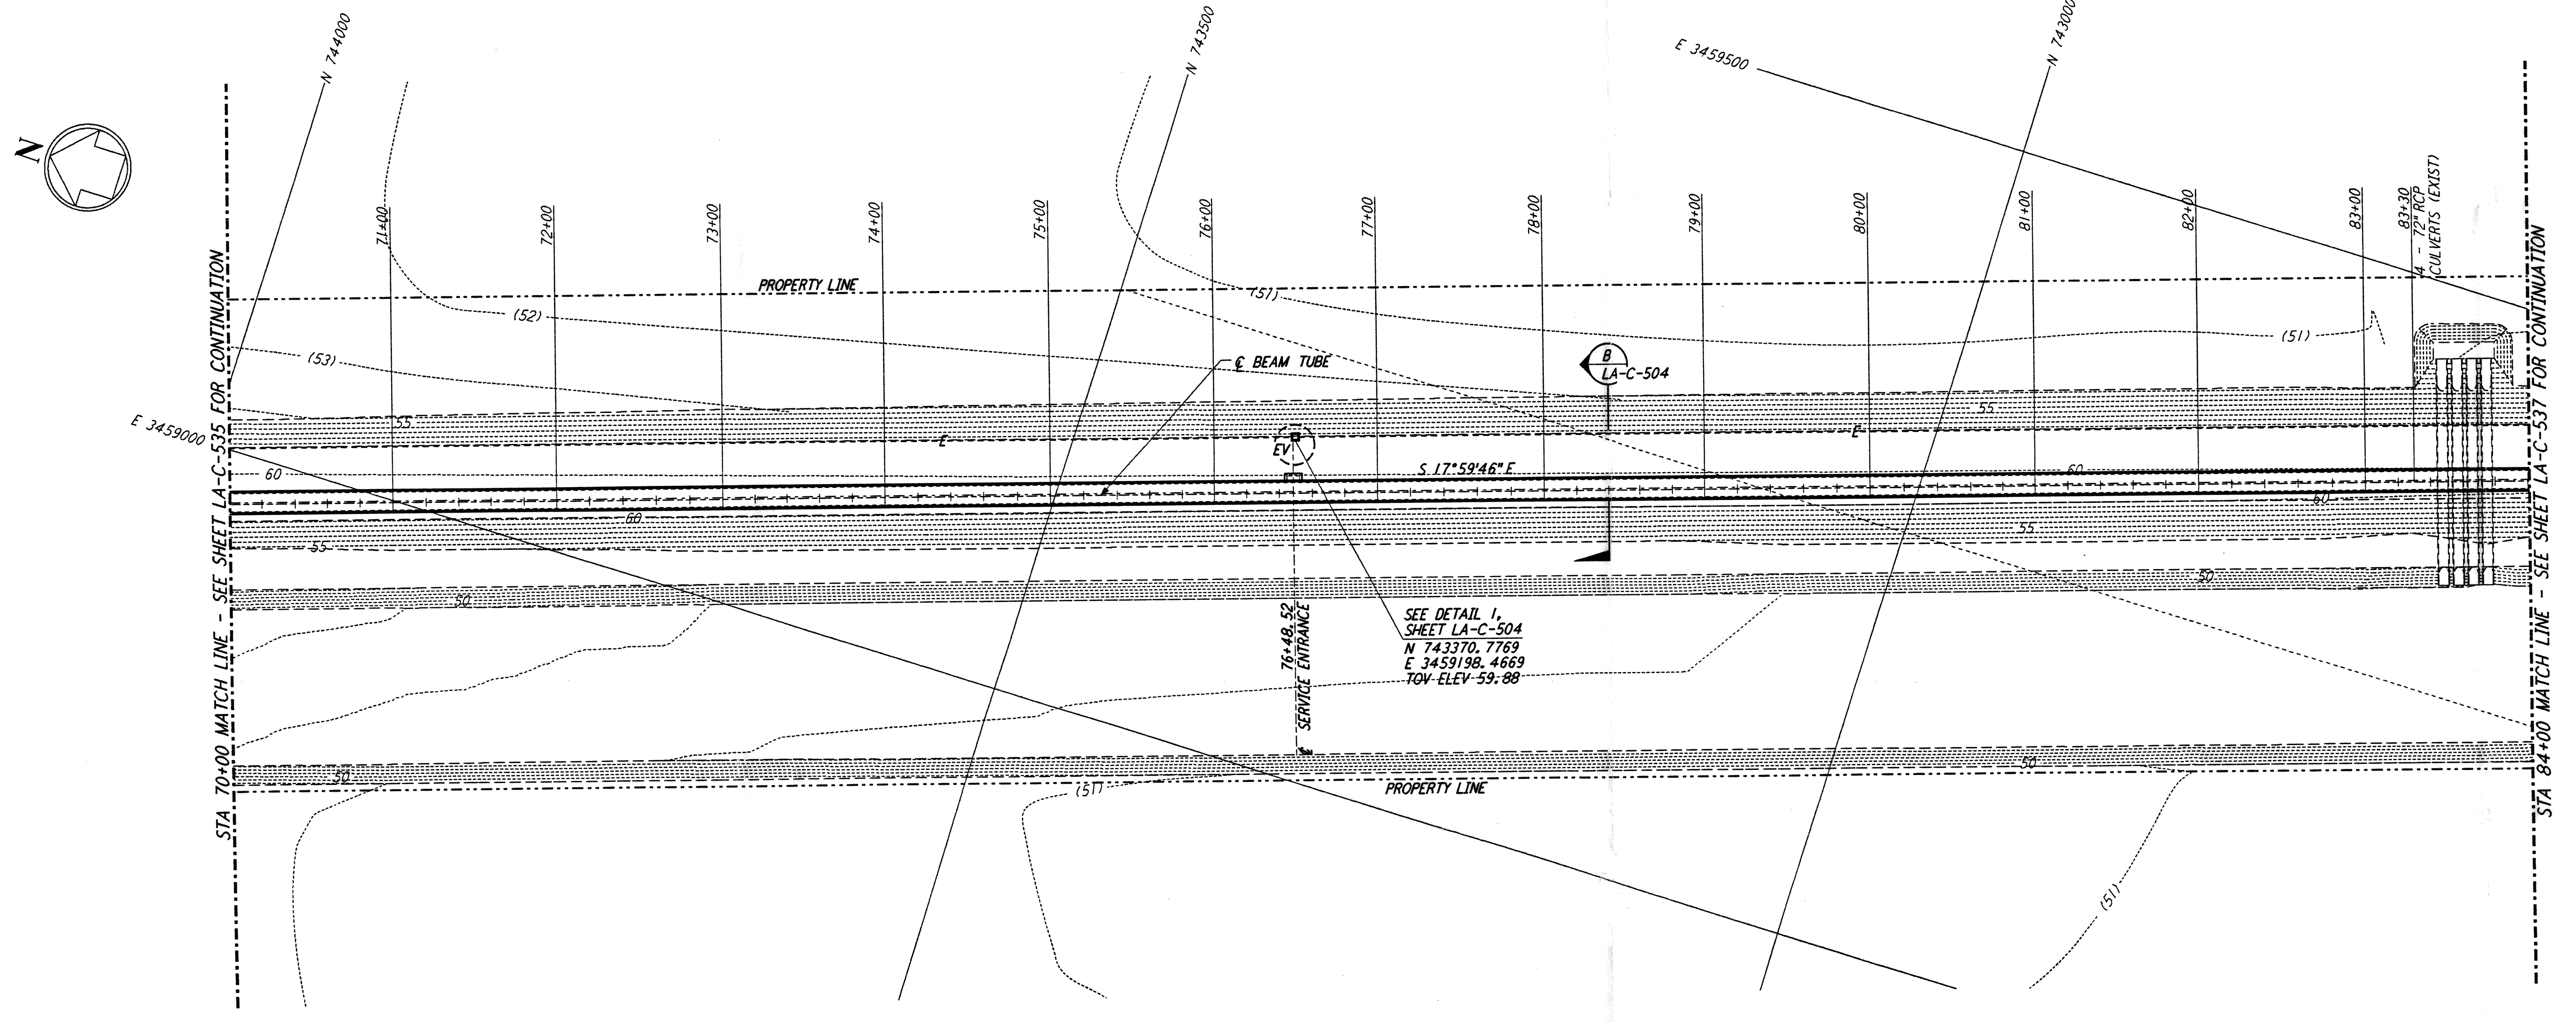 N 744000
N 743500
E 3459500
N 743000
N
71+00
72+00
73+00
74+00
75+00
76+00
77+00
78+00
79+00
80+00
81+00
82+00
83+00
83+30
4 - 72" RCP
CULVERTS (EXIST)
PROPERTY LINE
(51)
(52)
(51)
(53)
℄ BEAM TUBE
B
LA-C-504
E 3459000
55
55
E
E
EV
60
S 17°59'46" E
60
60
60
55
55
50
50
76+48.52
℄ SERVICE ENTRANCE
SEE DETAIL 1,
SHEET LA-C-504
N 743370.7769
E 3459198.4669
TOV ELEV 59.88
50
50
(51)
PROPERTY LINE
(51)
STA 70+00 MATCH LINE - SEE SHEET LA-C-535 FOR CONTINUATION
STA 84+00 MATCH LINE - SEE SHEET LA-C-537 FOR CONTINUATION